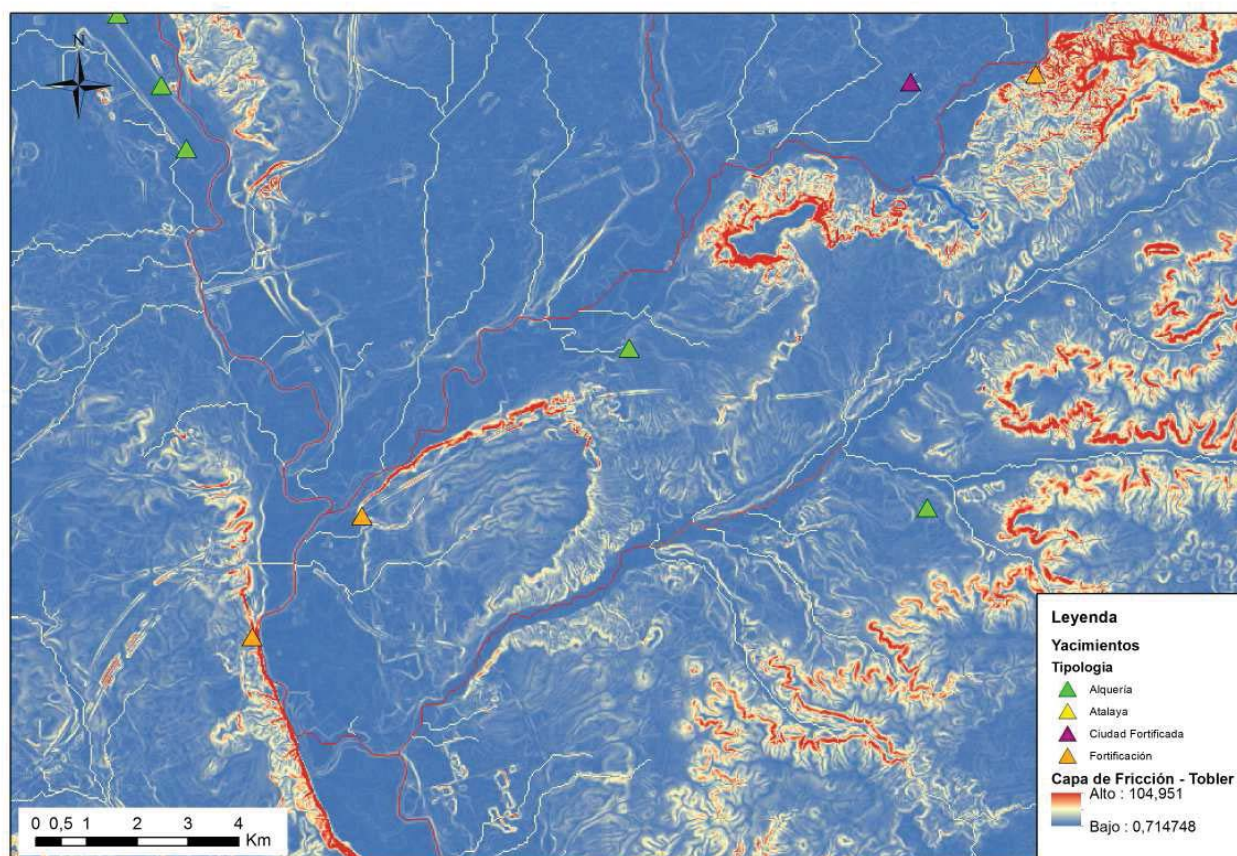 N
Leyenda
Yacimientos
Tipologia
Alquería
Atalaya
Ciudad Fortificada
Fortificación
Capa de Fricción - Tobler
Alto : 104,951
Bajo : 0,714748
0 0,5 1 2 3 4
Km